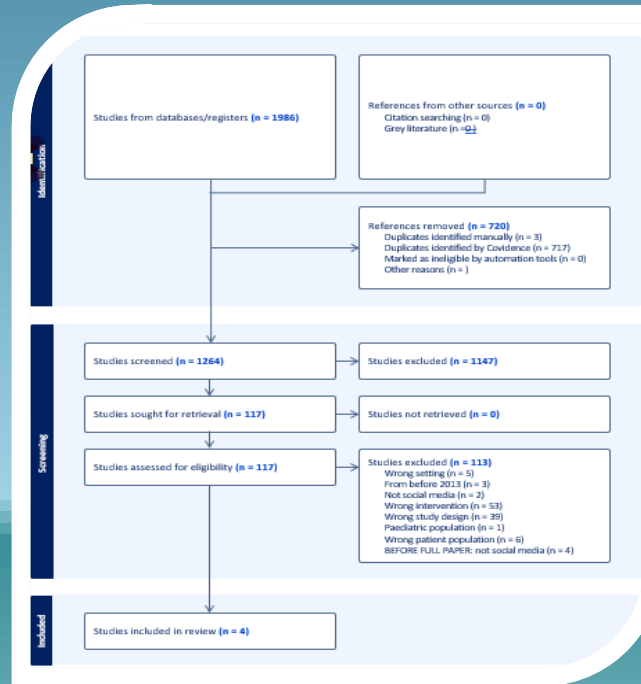 Identification
Studies from databases/registers (n = 1986)
References from other sources (n = 0)
Citation searching (n = 0)
Grey literature (n =0 )
References removed (n = 720)
Duplicates identified manually (n = 3)
Duplicates identified by Covidence (n = 717)
Marked as ineligible by automation tools (n = 0)
Other reasons (n = )
Screening
Studies screened (n = 1264)
Studies excluded (n = 1147)
Studies sought for retrieval (n = 117)
Studies not retrieved (n = 0)
Studies assessed for eligibility (n = 117)
Studies excluded (n = 113)
Wrong setting (n = 5)
From before 2013 (n = 3)
Not social media (n = 2)
Wrong intervention (n = 53)
Wrong study design (n = 39)
Paediatric population (n = 1)
Wrong patient population (n = 6)
BEFORE FULL PAPER: not social media (n = 4)
Included
Studies included in review (n = 4)